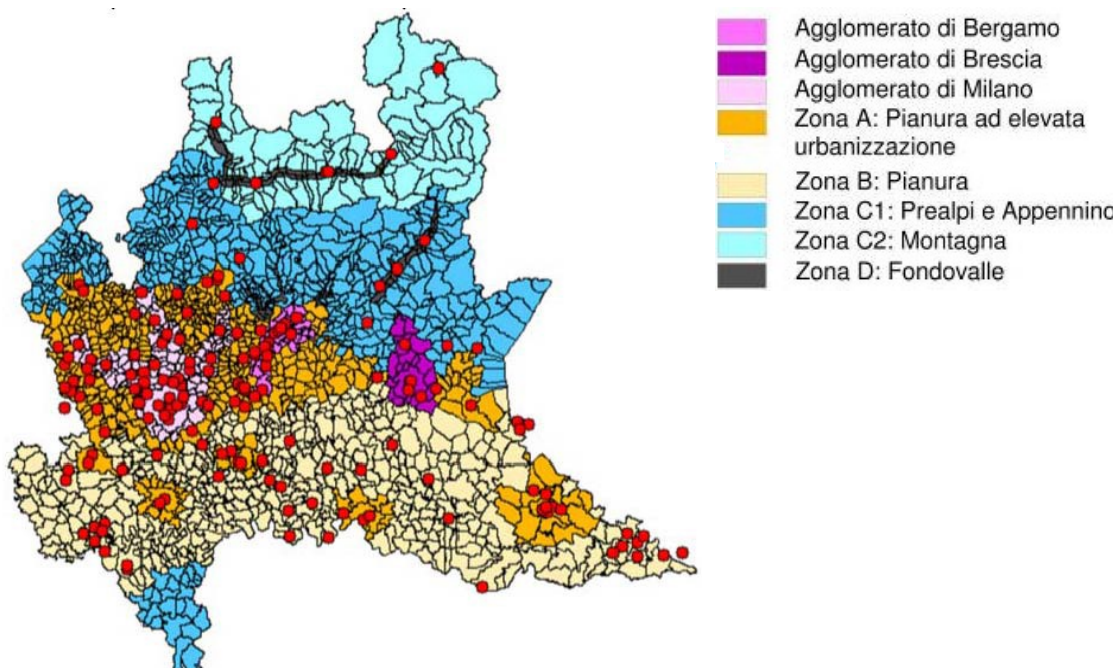 Agglomerato di Bergamo
Agglomerato di Brescia
Agglomerato di Milano
Zona A: Pianura ad elevata
urbanizzazione
Zona B: Pianura
Zona C1: Prealpi e Appennino
Zona C2: Montagna
Zona D: Fondovalle